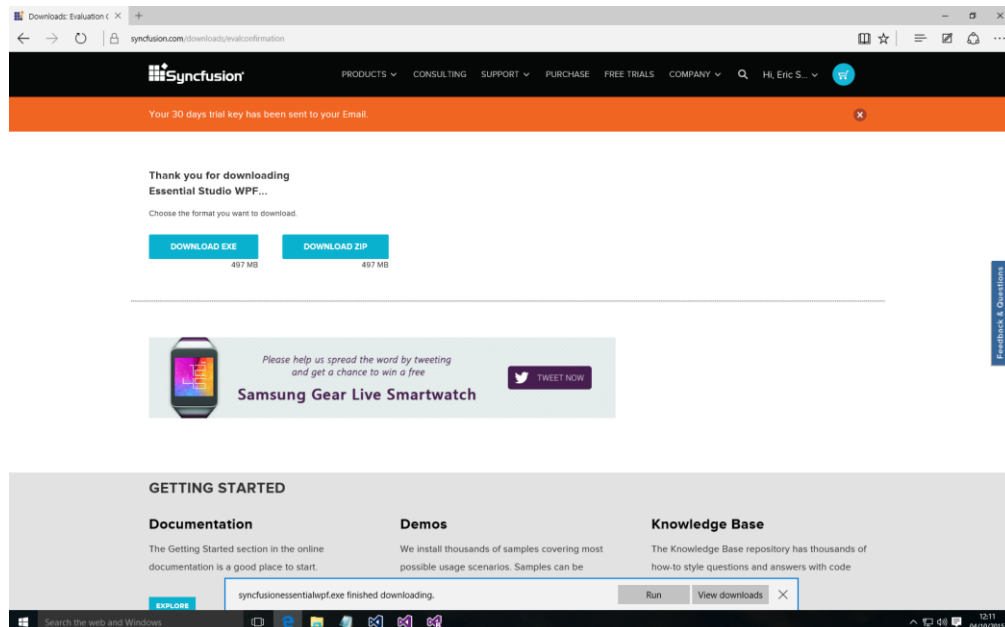 Downloads: Evaluation C
syncfusion.com/downloads/evalconfirmation
Syncfusion
PRODUCTS CONSULTING SUPPORT PURCHASE FREE TRIALS COMPANY Hi, Eric S...
Your 30 days trial key has been sent to your Email.
Thank you for downloading
Essential Studio WPF...
Choose the format you want to download.
DOWNLOAD EXE DOWNLOAD ZIP
497 MB 497 MB
Feedback & Questions
Please help us spread the word by tweeting
and get a chance to win a free
Samsung Gear Live Smartwatch
TWEET NOW
GETTING STARTED
Documentation Demos Knowledge Base
The Getting Started section in the online We install thousands of samples covering most The Knowledge Base repository has thousands of
documentation is a good place to start. possible usage scenarios. Samples can be how-to style questions and answers with code
syncfusionessentialwpf.exe finished downloading. Run View downloads
EXPLORE
Search the web and Windows 12:11
04/10/2015